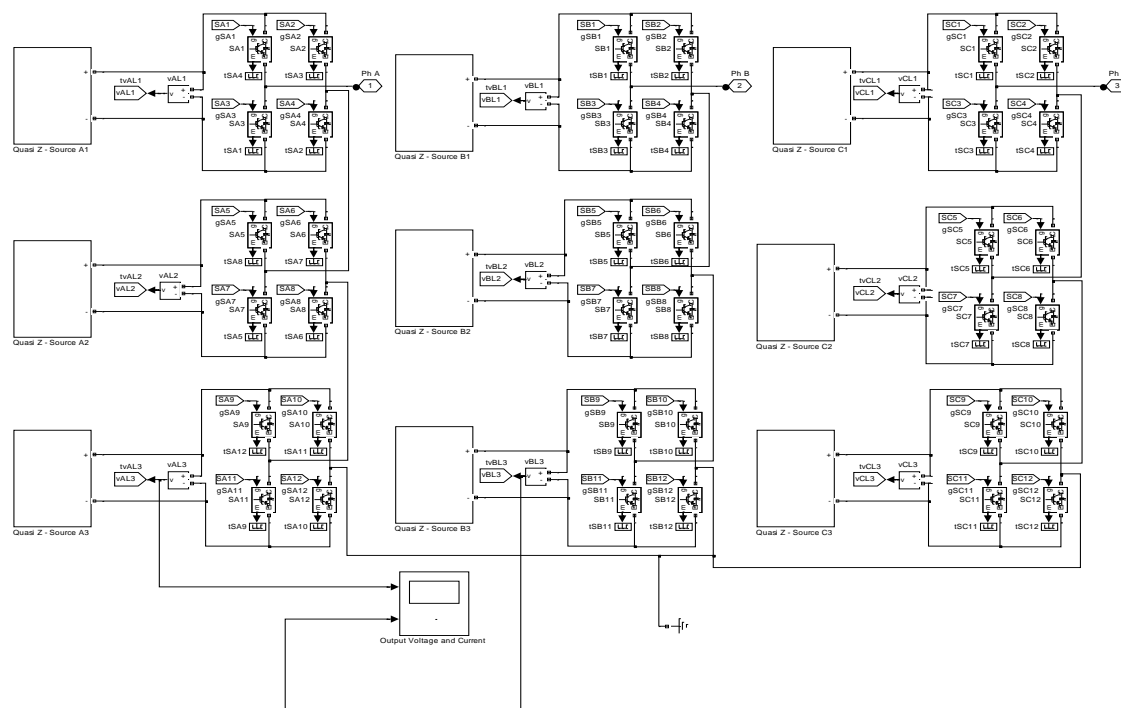 SA1
SA2
gSA1
gSA2
SA1
SA2
tSA4
tSA3
tvAL1
vAL1
vAL1
v
+
-
+
-
Ph A
1
SA3
SA4
gSA3
gSA4
SA3
SA4
tSA1
tSA2
Quasi Z - Source A1
SB1
SB2
gSB1
gSB2
SB1
SB2
tSB1
tSB2
tvBL1
vBL1
vBL1
v
+
-
+
-
Ph B
2
SB3
SB4
gSB3
gSB4
SB3
SB4
tSB3
tSB4
Quasi Z - Source B1
SC1
SC2
gSC1
gSC2
SC1
SC2
tSC1
tSC2
tvCL1
vCL1
vCL1
v
+
-
+
-
Ph
3
SC3
SC4
gSC3
gSC4
SC3
SC4
tSC3
tSC4
Quasi Z - Source C1
SA5
SA6
gSA5
gSA6
SA5
SA6
tSA8
tSA7
tvAL2
vAL2
vAL2
v
+
-
+
-
SA7
SA8
gSA7
gSA8
SA7
SA8
tSA5
tSA6
Quasi Z - Source A2
SB5
SB6
gSB5
gSB6
SB5
SB6
tSB5
tSB6
tvBL2
vBL2
vBL2
v
+
-
+
-
SB7
SB8
gSB7
gSB8
SB7
SB8
tSB7
tSB8
Quasi Z - Source B2
SC5
SC6
gSC5
gSC6
SC5
SC6
tSC5
tSC6
tvCL2
vCL2
vCL2
v
+
-
+
-
SC7
SC8
gSC7
gSC8
SC7
SC8
tSC7
tSC8
Quasi Z - Source C2
SA9
SA10
gSA9
gSA10
SA9
SA10
tSA12
tSA11
tvAL3
vAL3
vAL3
v
+
-
+
-
SA11
SA12
gSA11
gSA12
SA11
SA12
tSA9
tSA10
Quasi Z - Source A3
SB9
SB10
gSB9
gSB10
SB9
SB10
tSB9
tSB10
tvBL3
vBL3
vBL3
v
+
-
+
-
SB11
SB12
gSB11
gSB12
SB11
SB12
tSB11
tSB12
Quasi Z - Source B3
SC9
SC10
gSC9
gSC10
SC9
SC10
tSC9
tSC10
tvCL3
vCL3
vCL3
v
+
-
+
-
SC11
SC12
gSC11
gSC12
SC11
SC12
tSC11
tSC12
Quasi Z - Source C3
Output Voltage and Current
r